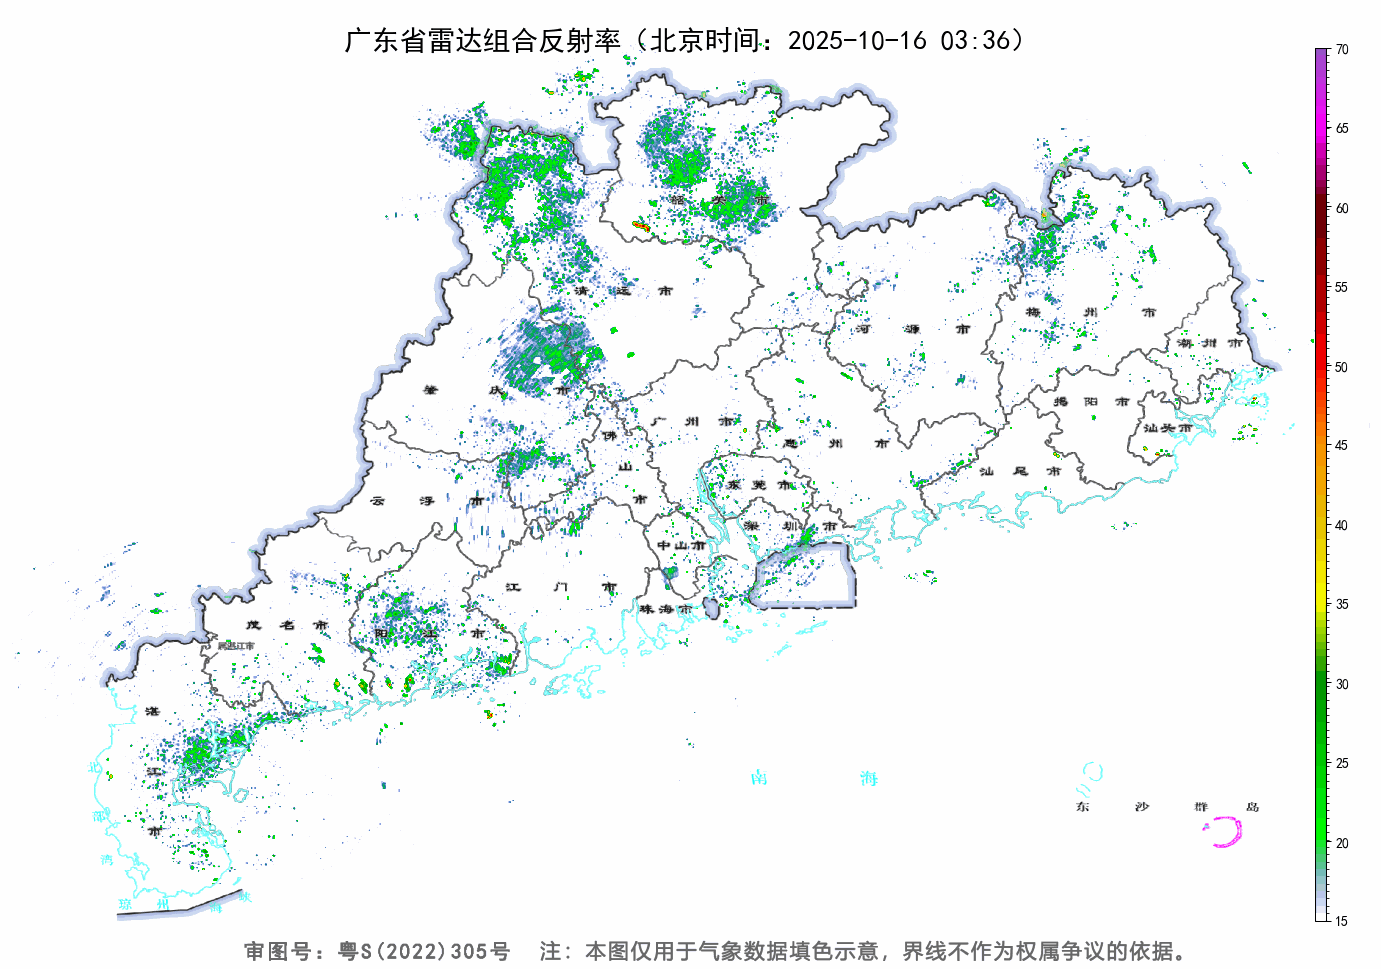 广东省雷达组合反射率（北京时间：2025-10-16 03:36）
70
65
60
55
50
45
40
35
30
25
20
15
韶关市
清远市
河源市
梅州市
潮州市
肇庆市
揭阳市
汕头市
佛山市
广州市
惠州市
汕尾市
云浮市
东莞市
深圳市
中山市
江门市
珠海市
茂名市
阳江市
属湛江市
湛江市
北部湾
南海
东沙群岛
琼州海峡
审图号：粤S(2022)305号 注：本图仅用于气象数据填色示意，界线不作为权属争议的依据。